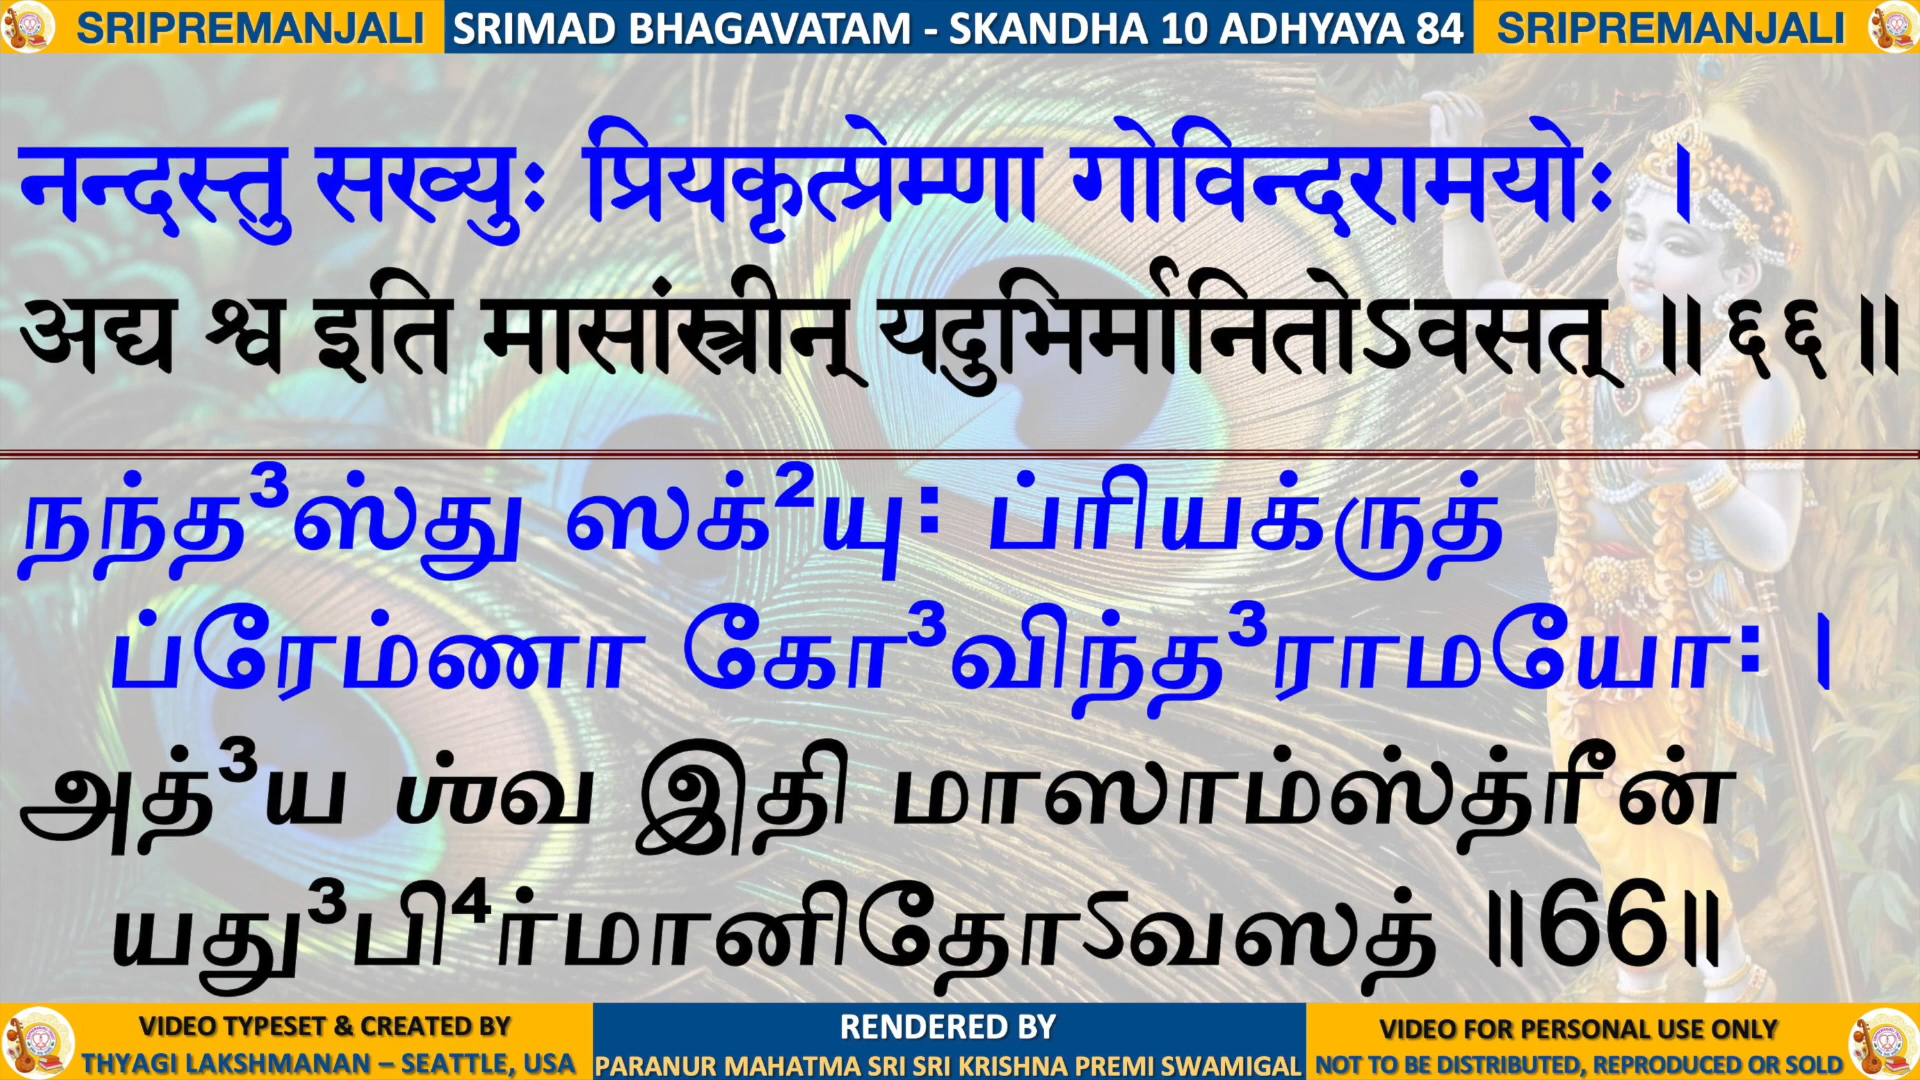 SRIPREMANJALI SRIMAD BHAGAVATAM - SKANDHA 10 ADHYAYA 84 SRIPREMANJALI
नन्दस्तु सख्युः प्रियकृत्प्रेम्णा गोविन्दरामयोः ।
अद्य श्व इति मासांस्त्रीन् यदुभिर्मानितोऽवसत् ॥६६॥
நந்த³ஸ்து ஸக்²யு꞉ ப்ரியக்ருத்
ப்ரேம்ணா கோ³விந்த³ராமயோ꞉ ।
அத்³ய ஶ்வ இதி மாஸாம்ஸ்த்ரீன்
யது³பி⁴ர்மானிதோऽவஸத் ॥66॥
VIDEO TYPESET & CREATED BY
THYAGI LAKSHMANAN – SEATTLE, USA
RENDERED BY
PARANUR MAHATMA SRI SRI KRISHNA PREMI SWAMIGAL
VIDEO FOR PERSONAL USE ONLY
NOT TO BE DISTRIBUTED, REPRODUCED OR SOLD